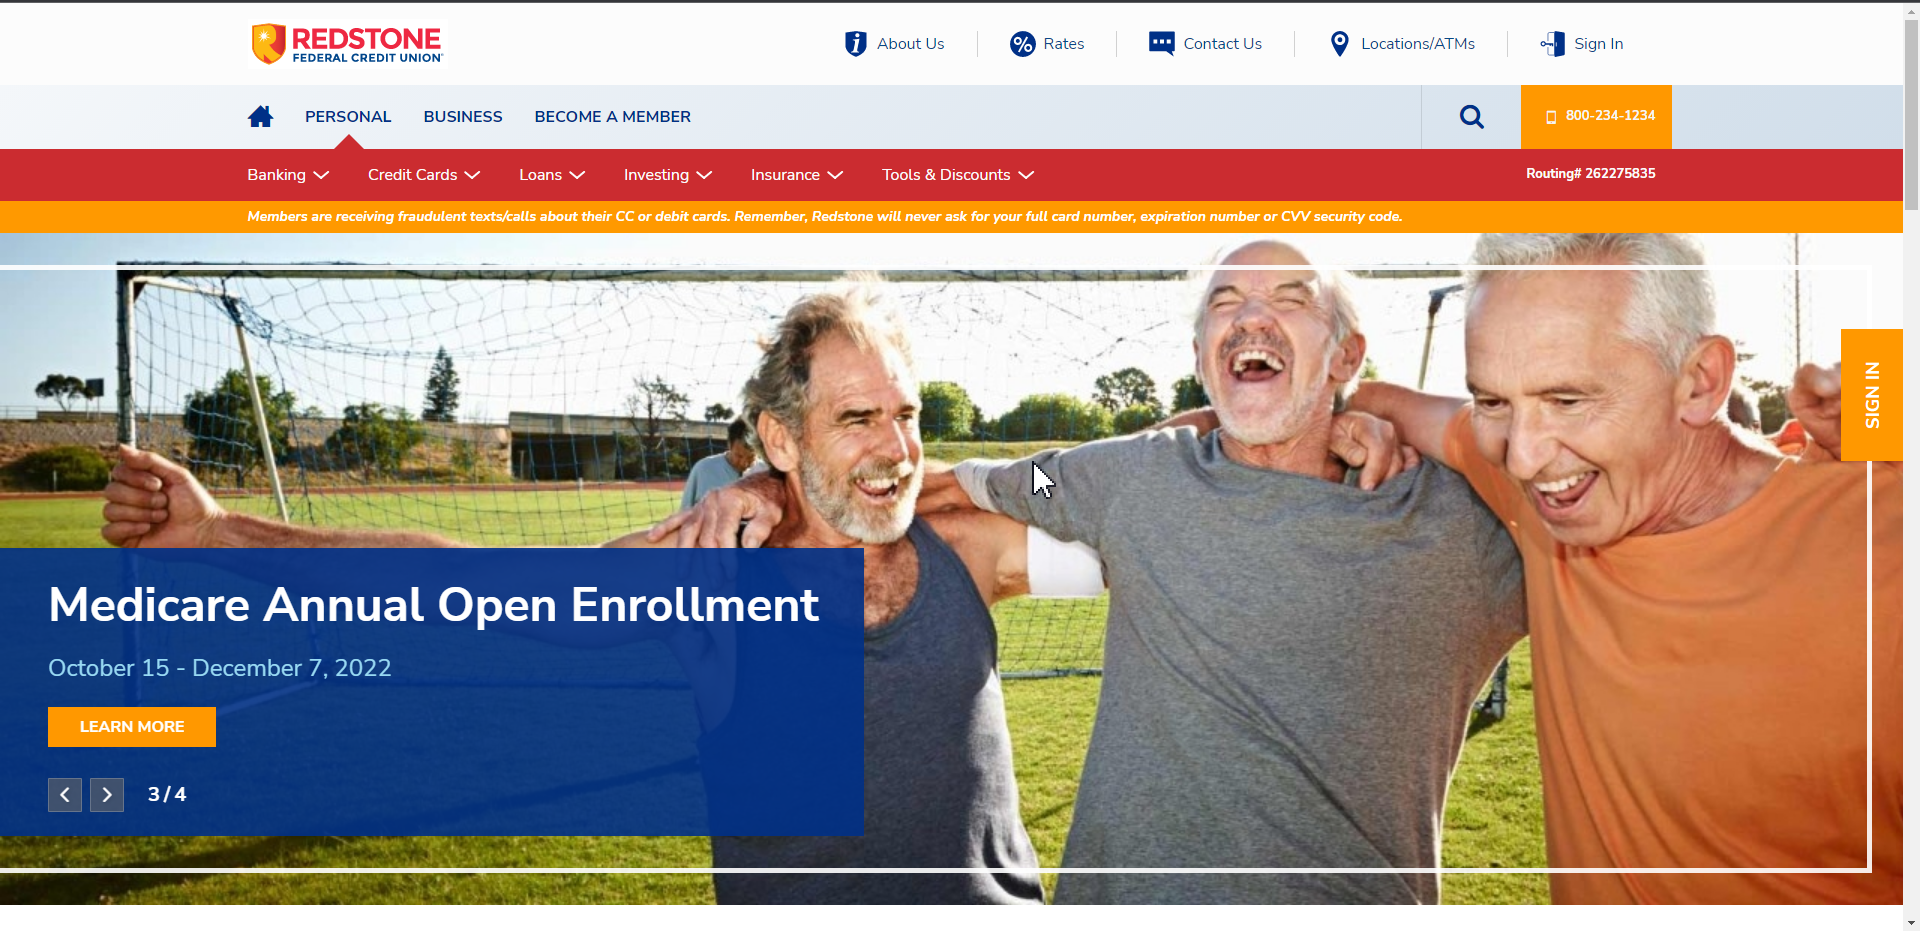 REDSTONE
FEDERAL CREDIT UNION
About Us
Rates
Contact Us
Locations/ATMs
Sign In
PERSONAL
BUSINESS
BECOME A MEMBER
800-234-1234
Banking
Credit Cards
Loans
Investing
Insurance
Tools & Discounts
Routing# 262275835
Members are receiving fraudulent texts/calls about their CC or debit cards. Remember, Redstone will never ask for your full card number, expiration number or CVV security code.
SIGN IN
Medicare Annual Open Enrollment
October 15 - December 7, 2022
LEARN MORE
3 / 4